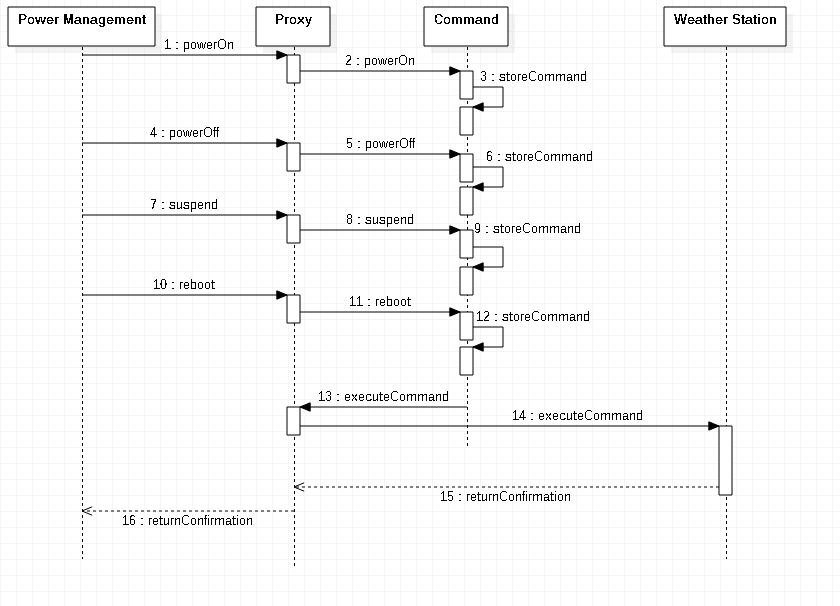 Power Management
Proxy
Command
Weather Station
1 : powerOn
2 : powerOn
3 : storeCommand
4 : powerOff
5 : powerOff
6 : storeCommand
7 : suspend
8 : suspend
9 : storeCommand
10 : reboot
11 : reboot
12 : storeCommand
13 : executeCommand
14 : executeCommand
15 : returnConfirmation
16 : returnConfirmation